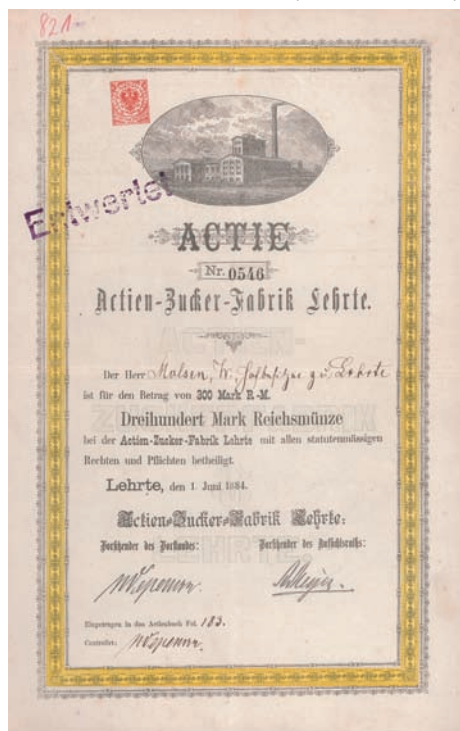 821-
Entwertet
ACTIE
Nr. 0546
Actien-Zucker-Fabrik Lehrte.
Der Herr Molsen, W. Hofbesitzer zu Lehrte
ist für den Betrag von 300 Mark R.-M.
Dreihundert Mark Reichsmünze
bei der Actien-Zucker-Fabrik Lehrte mit allen statutenmässigen
Rechten und Pflichten betheiligt.
Lehrte, den 1. Juni 1884.
Actien-Zucker-Fabrik Lehrte:
Vorsitzender des Vorstandes: Vorsitzender des Aufsichtsraths:
Eingetragen in das Actienbuch Fol. 183.
Controlirt: